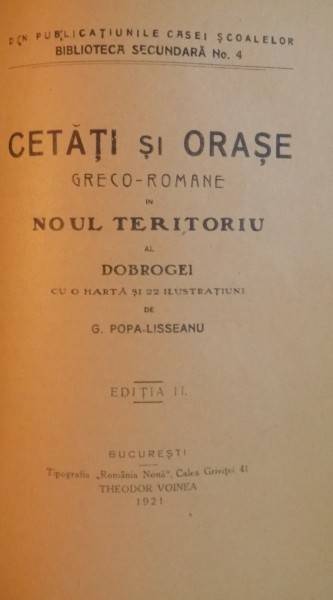 DIN PUBLICAȚIUNILE CASEI ȘCOALELOR
BIBLIOTECA SECUNDARĂ No. 4
CETĂȚI ȘI ORAȘE
GRECO-ROMANE
ÎN
NOUL TERITORIU
AL
DOBROGEI
CU O HARTĂ ȘI 22 ILUSTRAȚIUNI
DE
G. POPA-LISSEANU
EDIȚIA II.
BUCUREȘTI
Tipografia „România Nouă", Calea Griviței 41
THEODOR VOINEA
1921